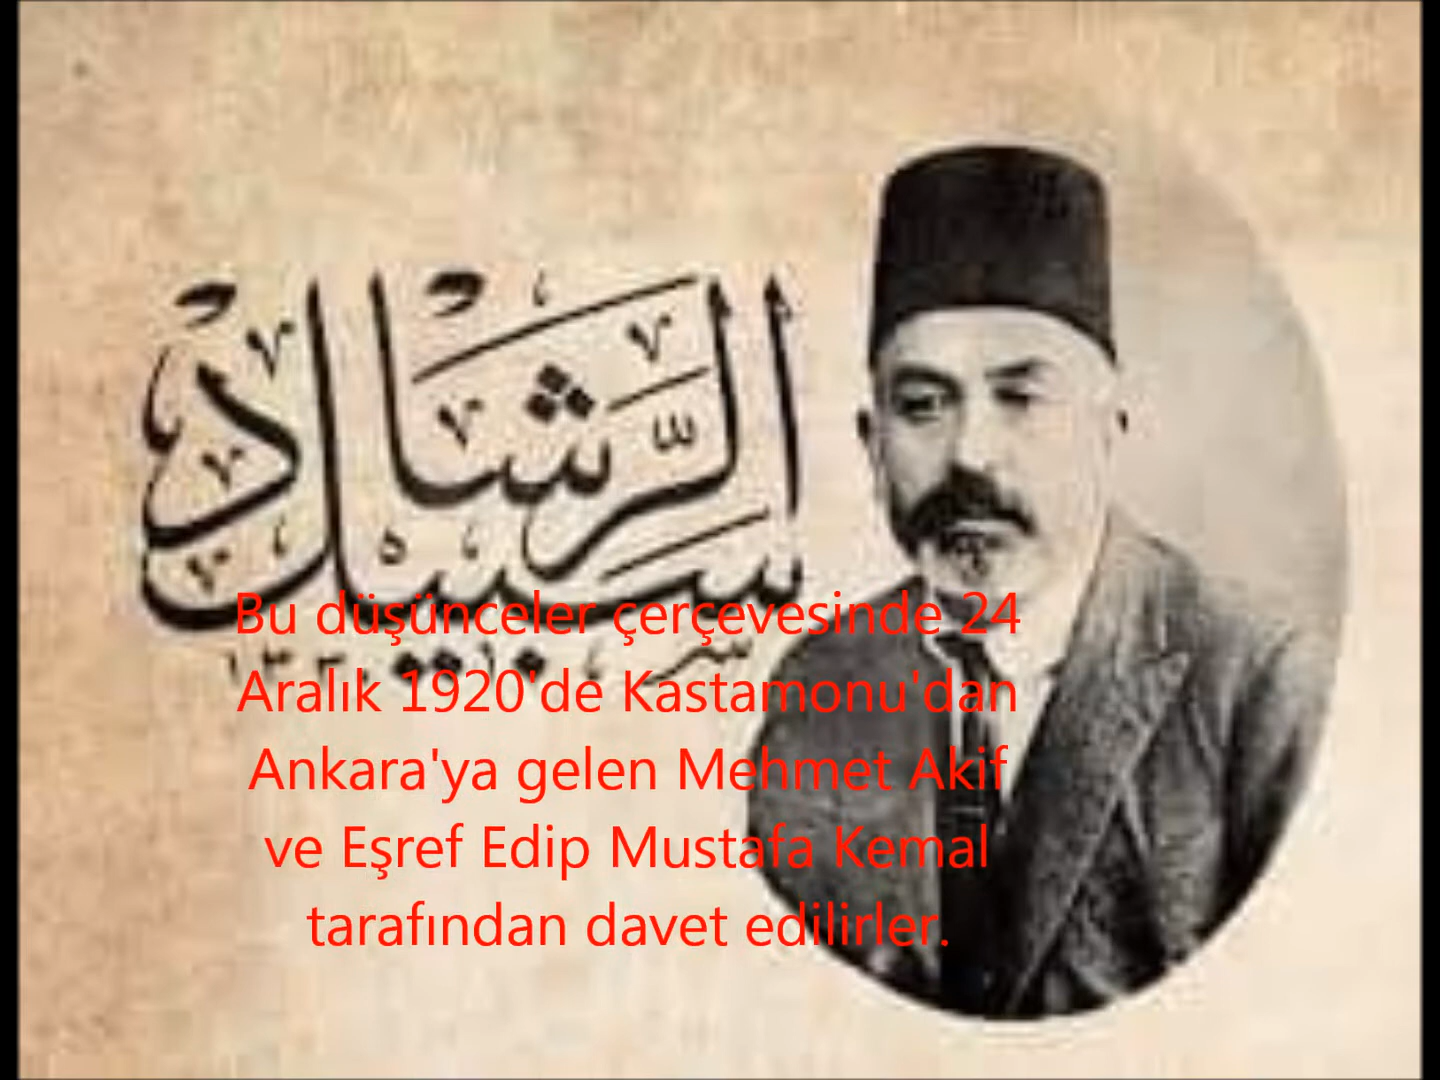 سبيل الرشاد
Bu düşünceler çerçevesinde 24
Aralık 1920'de Kastamonu'dan
Ankara'ya gelen Mehmet Akif
ve Eşref Edip Mustafa Kemal
tarafından davet edilirler.